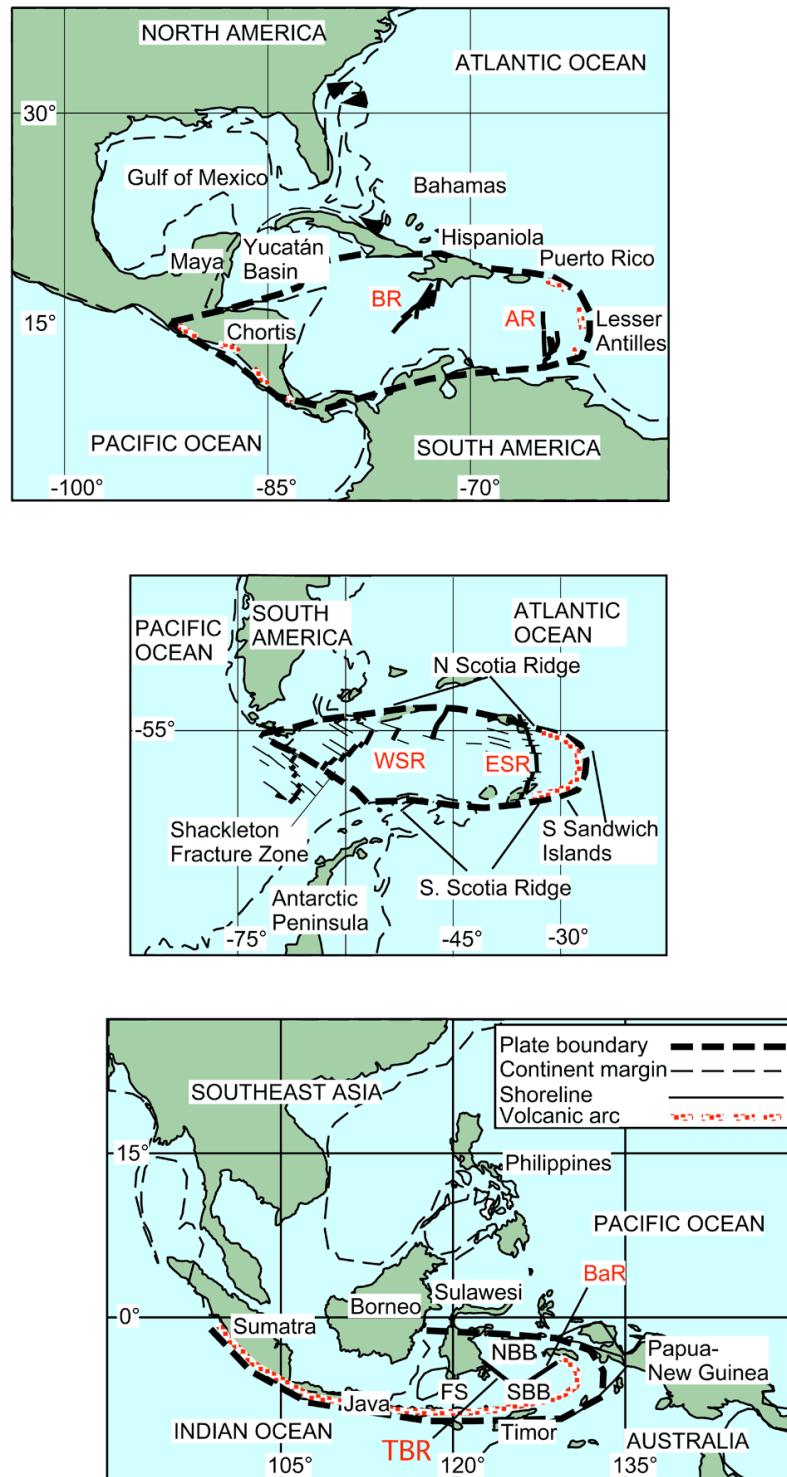 NORTH AMERICA
ATLANTIC OCEAN
30°
Gulf of Mexico
Bahamas
Yucatán
Basin
Hispaniola
Maya
Puerto Rico
BR
AR
15°
Chortis
Lesser
Antilles
PACIFIC OCEAN
SOUTH AMERICA
-100°
-85°
-70°
PACIFIC
OCEAN
SOUTH
AMERICA
ATLANTIC
OCEAN
N Scotia Ridge
-55°
WSR
ESR
Shackleton
Fracture Zone
S Sandwich
Islands
S. Scotia Ridge
Antarctic
Peninsula
-75°
-45°
-30°
Plate boundary
Continent margin
Shoreline
Volcanic arc
SOUTHEAST ASIA
15°
Philippines
PACIFIC OCEAN
BaR
Borneo
Sulawesi
0°
Sumatra
NBB
Papua-
New Guinea
FS
SBB
Java
INDIAN OCEAN
Timor
AUSTRALIA
TBR
105°
120°
135°